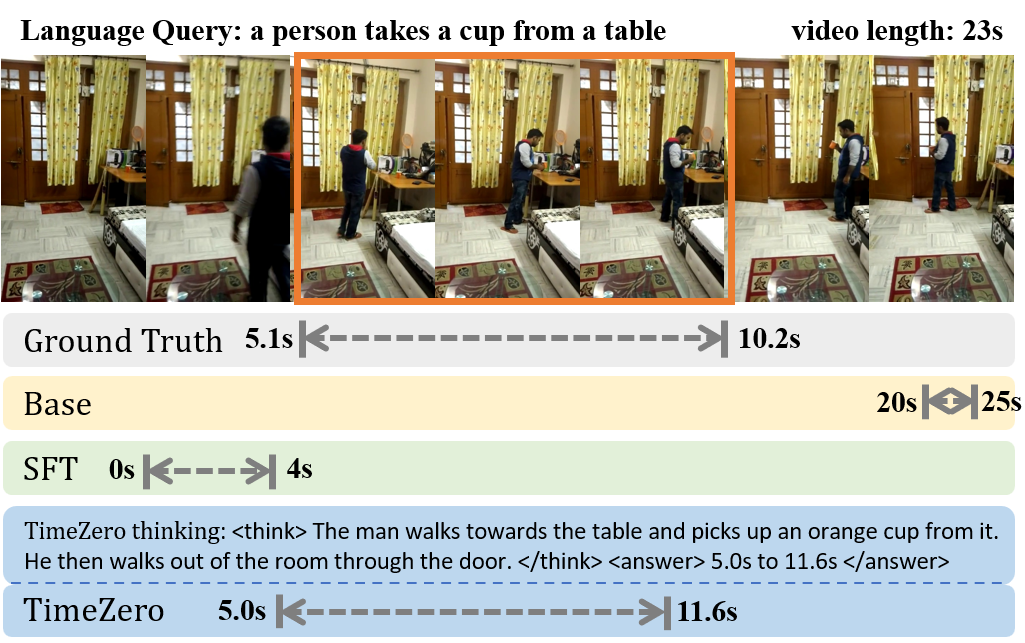 Language Query: a person takes a cup from a table video length: 23s
Ground Truth 5.1s 10.2s
Base 20s 25s
SFT 0s 4s
TimeZero thinking: <think> The man walks towards the table and picks up an orange cup from it.
He then walks out of the room through the door. </think> <answer> 5.0s to 11.6s </answer>
TimeZero 5.0s 11.6s